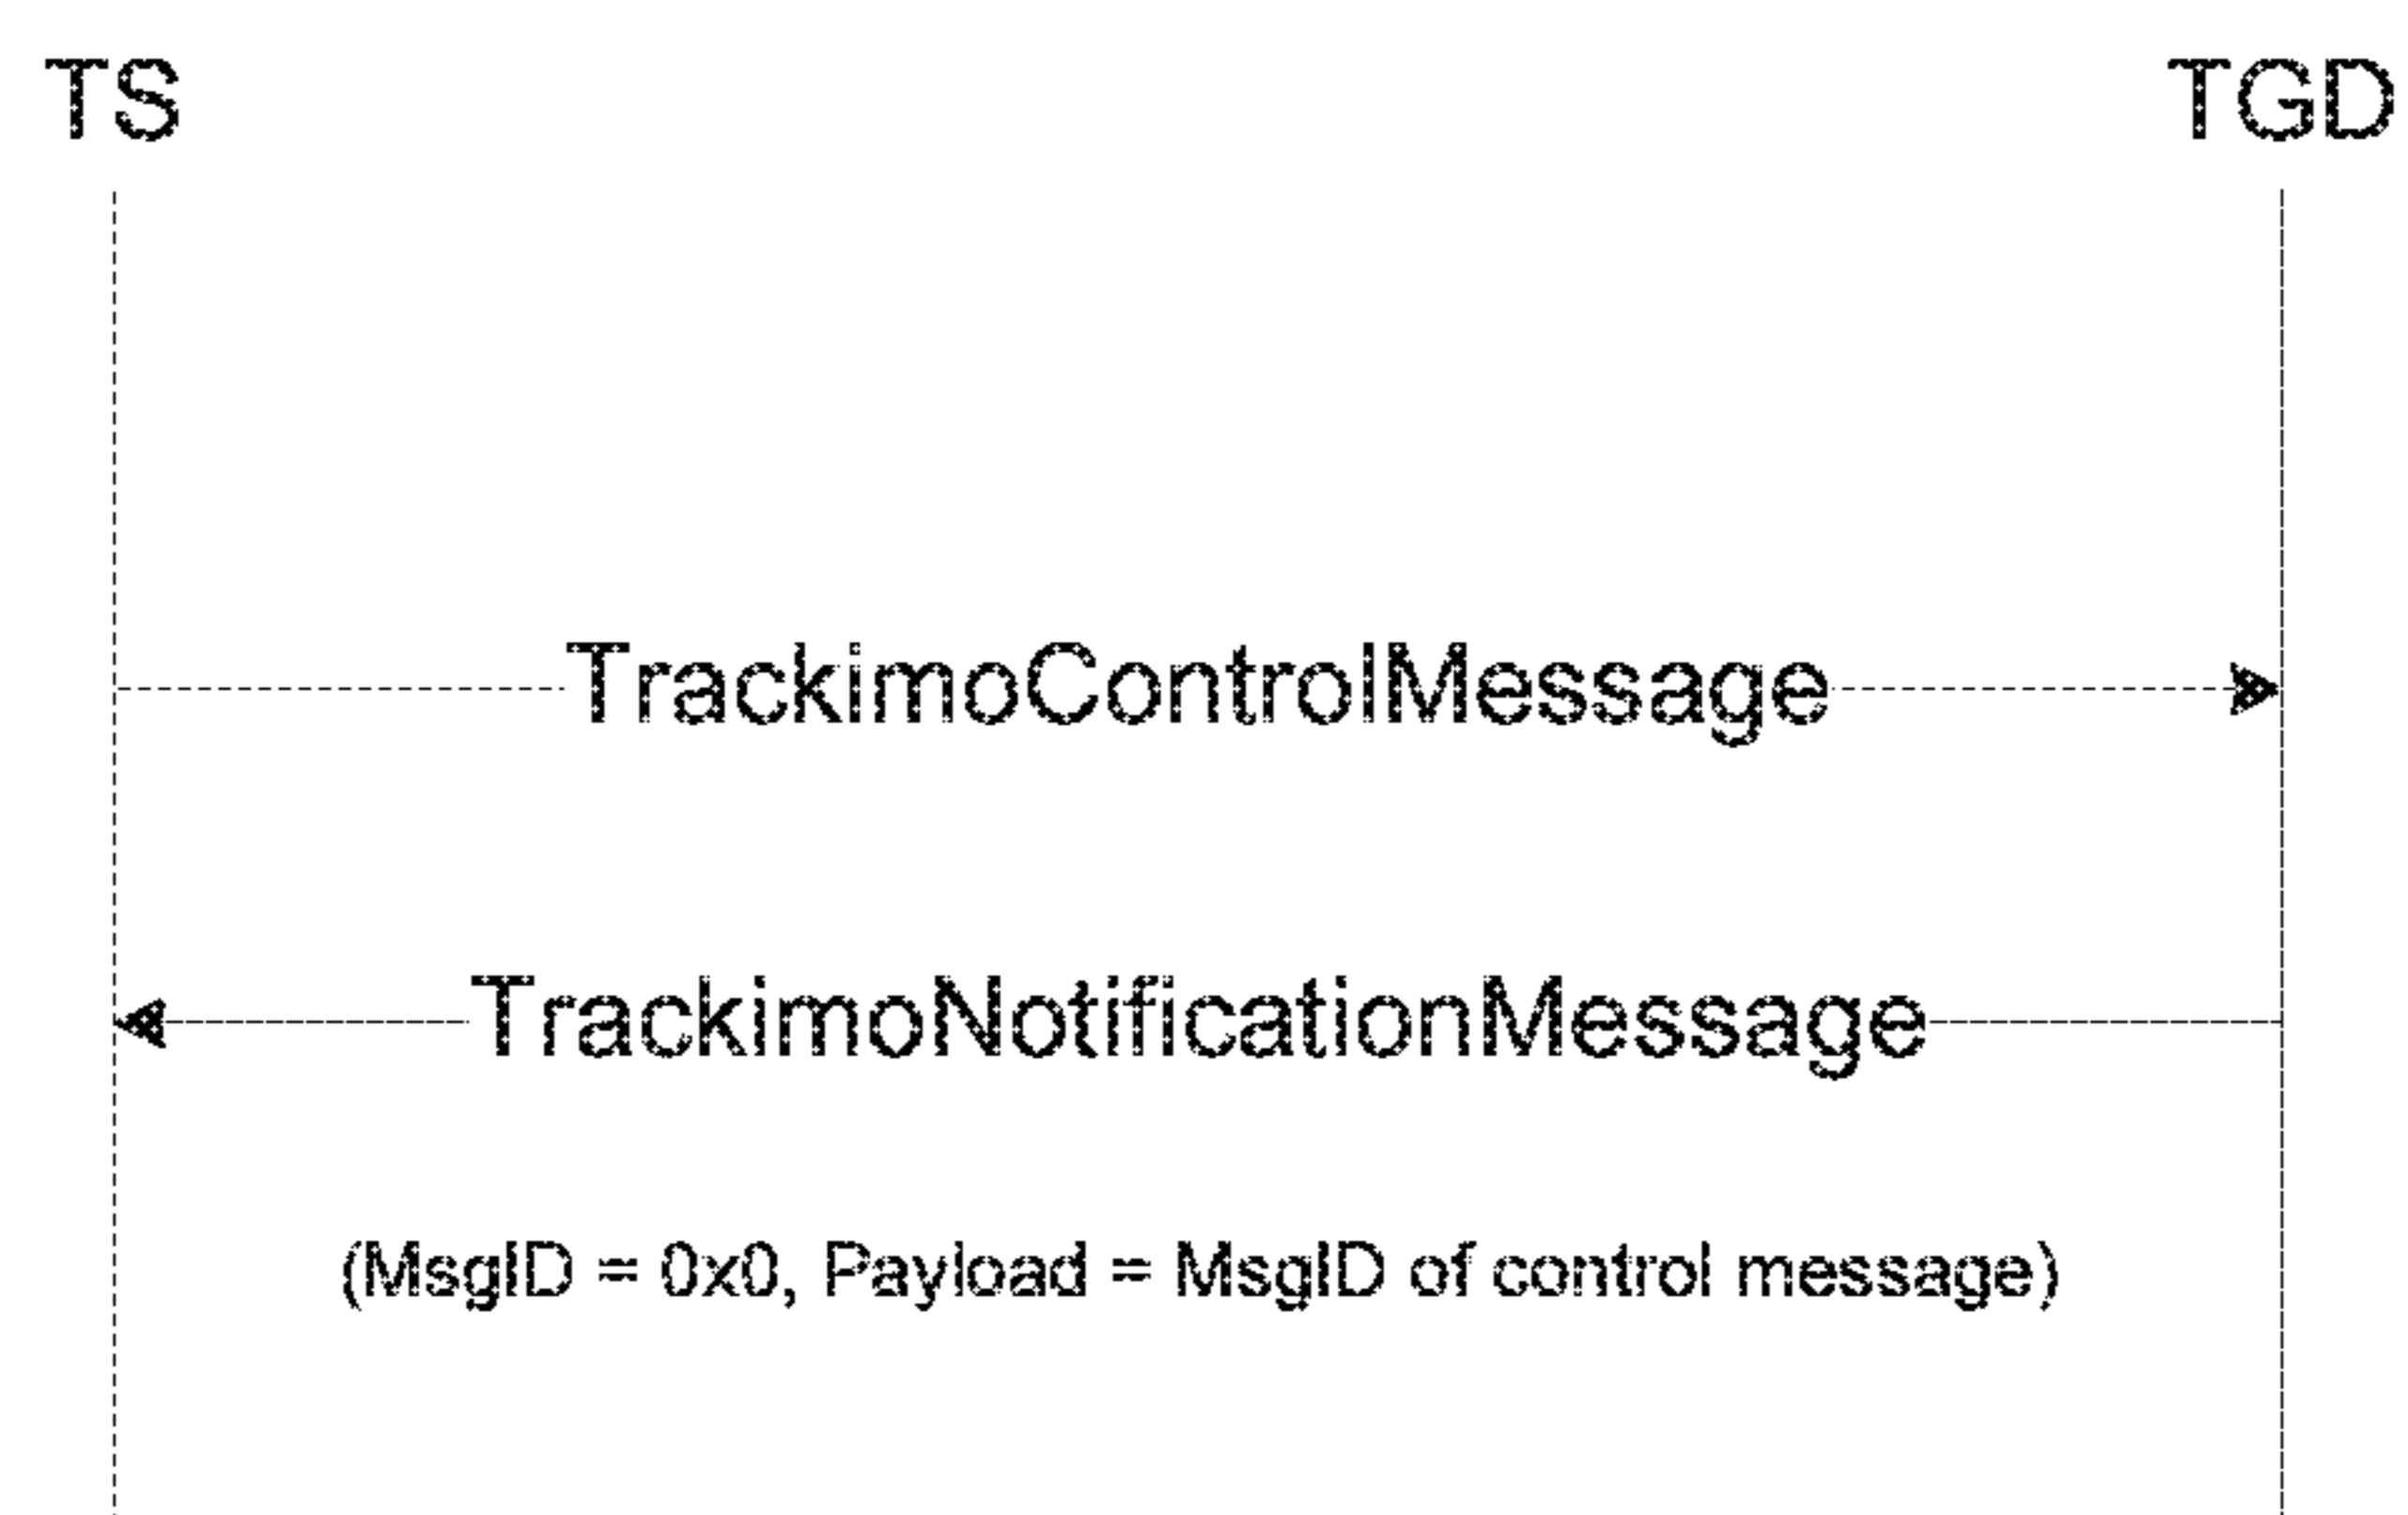 TS TGD
TrackimoControlMessage
TrackimoNotificationMessage
(MsgID = 0x0, Payload = MsgID of control message)